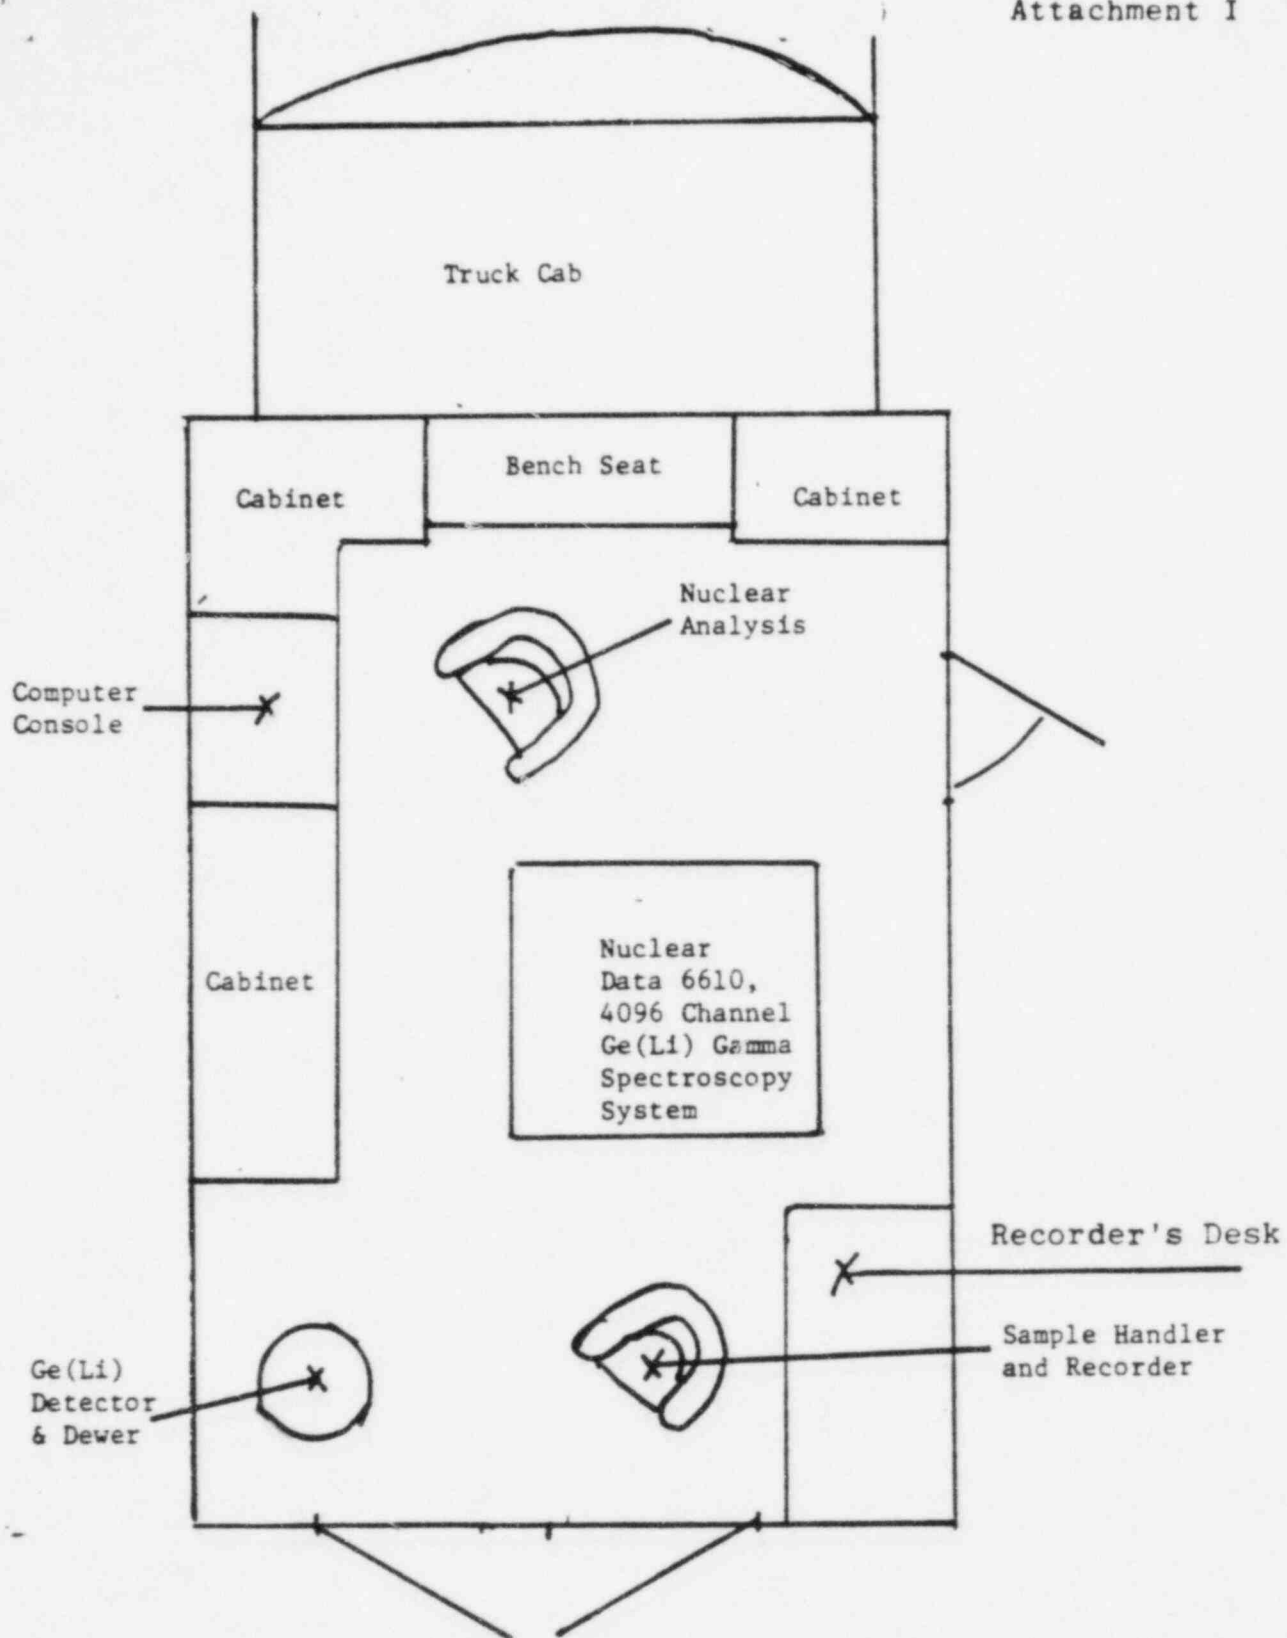 Attachment I
Truck Cab
Bench Seat
Cabinet
Cabinet
Nuclear
Analysis
Computer
Console
Nuclear
Data 6610,
4096 Channel
Ge(Li) Gamma
Spectroscopy
System
Cabinet
Recorder's Desk
Sample Handler
and Recorder
Ge(Li)
Detector
& Dewer